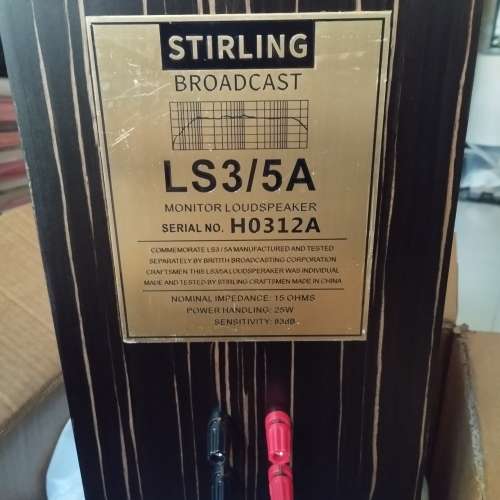 STIRLING
BROADCAST
LS3/5A
MONITOR LOUDSPEAKER
SERIAL NO. H0312A
COMMEMORATE LS3/5A MANUFACTURED AND TESTED
SEPARATELY BY BRITITH BROADCASTING CORPORATION
CRAFTSMEN THIS LS3/5A LOUDSPERAKER WAS INDIVIDUAL
MADE AND TESTED BY STIRLING CRAFTSMEN MADE IN CHINA
NOMINAL IMPEDANCE: 15 OHMS
POWER HANDLING: 25W
SENSITIVITY: 83dB